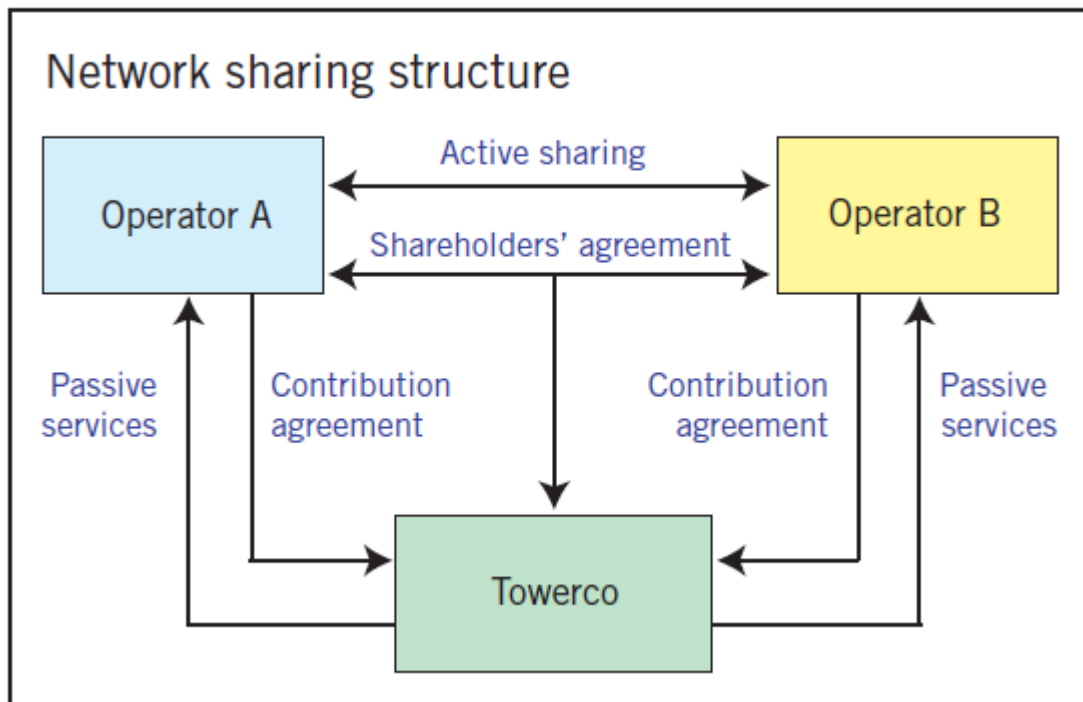 Network sharing structure
Active sharing
Operator A
Operator B
Shareholders’ agreement
Passive
services
Contribution
agreement
Contribution
agreement
Passive
services
Towerco